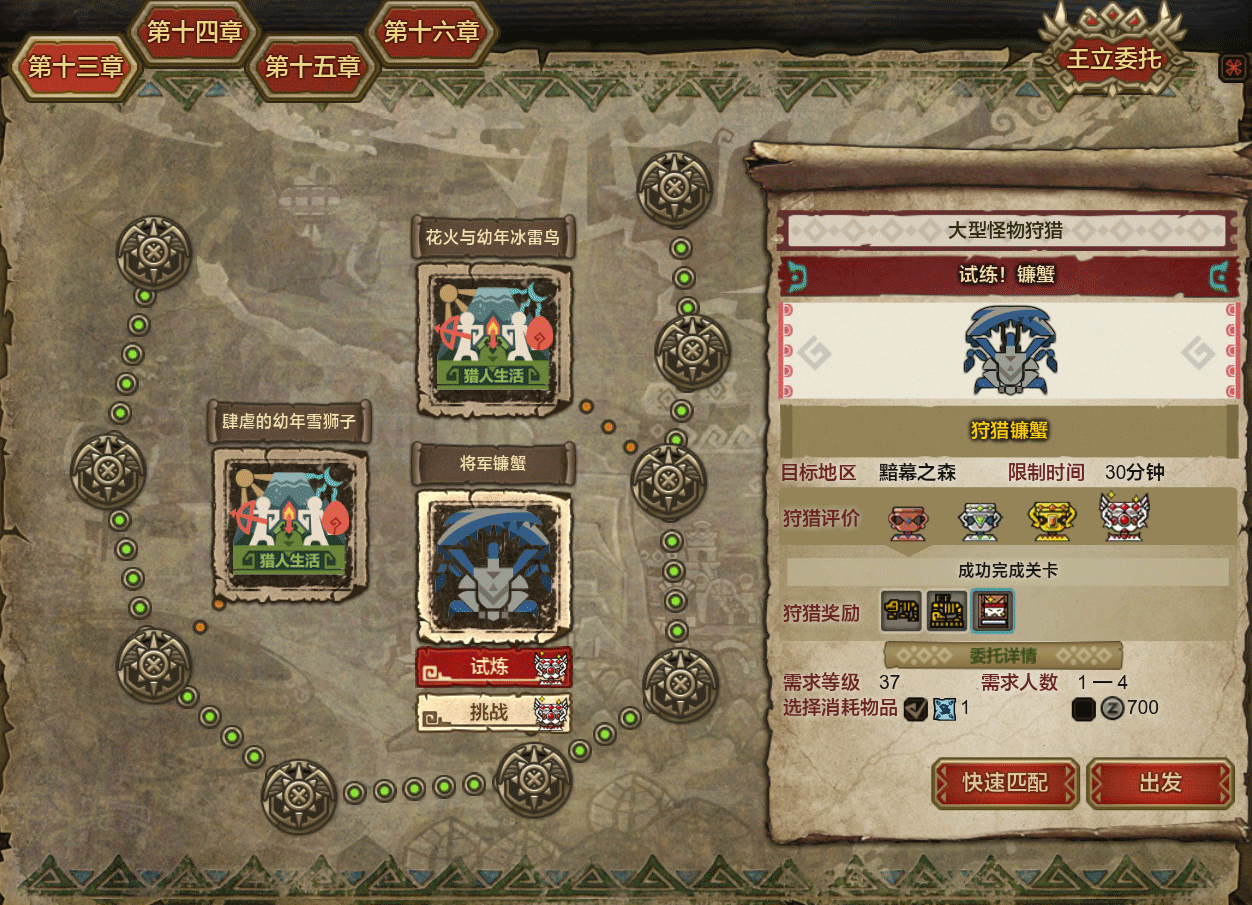 第十三章
第十四章
第十五章
第十六章
王立委托
花火与幼年冰雷鸟
猎人生活
肆虐的幼年雪狮子
猎人生活
将军镰蟹
试炼
挑战
大型怪物狩猎
试练！镰蟹
狩猎镰蟹
目标地区 黯幕之森 限制时间 30分钟
狩猎评价
成功完成关卡
狩猎奖励
委托详情
需求等级 37 需求人数 1 — 4
选择消耗物品 1 Z 700
快速匹配 出发